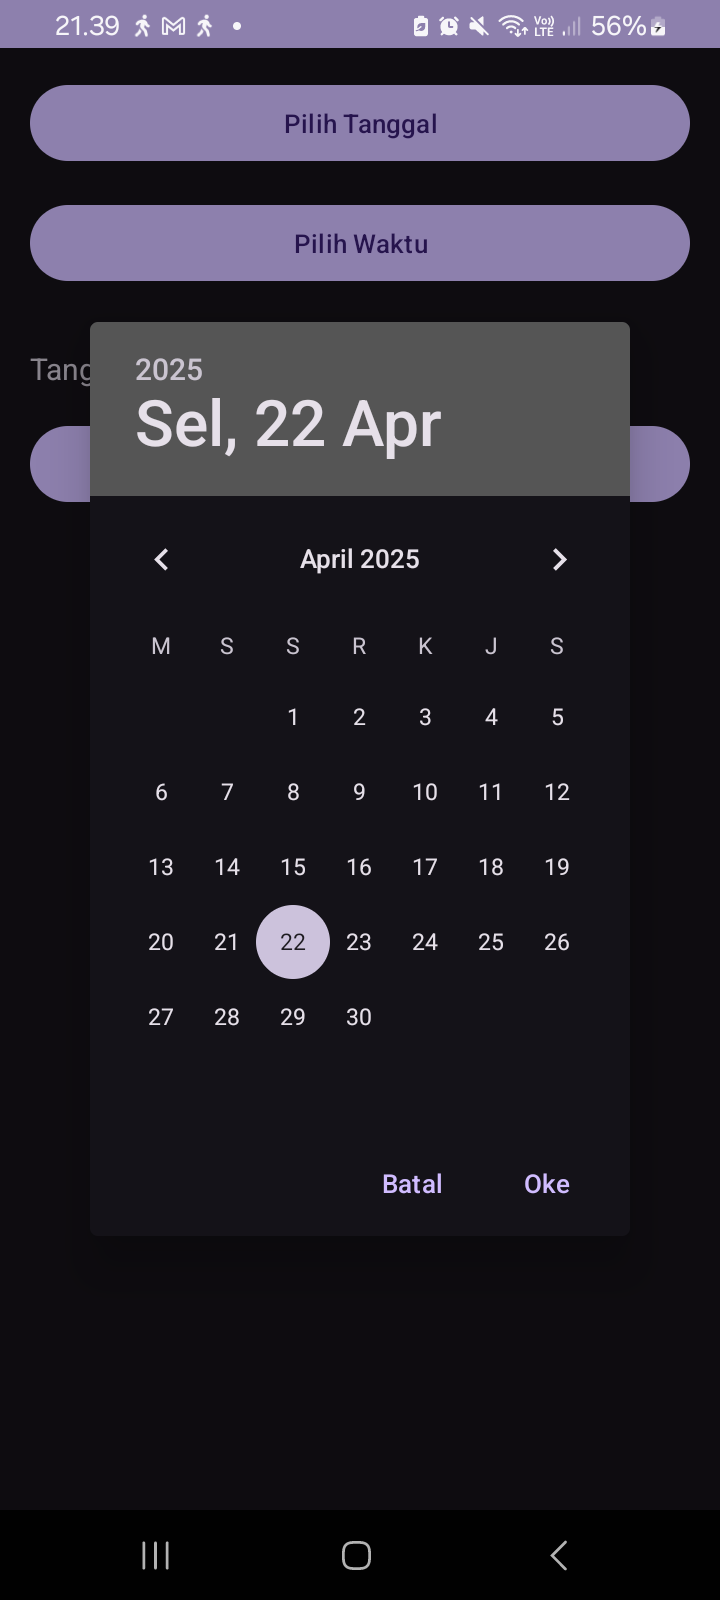 21.39 Vo)) LTE 56%
Pilih Tanggal
Pilih Waktu
Tang
2025
Sel, 22 Apr
April 2025
M S S R K J S
1 2 3 4 5
6 7 8 9 10 11 12
13 14 15 16 17 18 19
20 21 22 23 24 25 26
27 28 29 30
Batal Oke